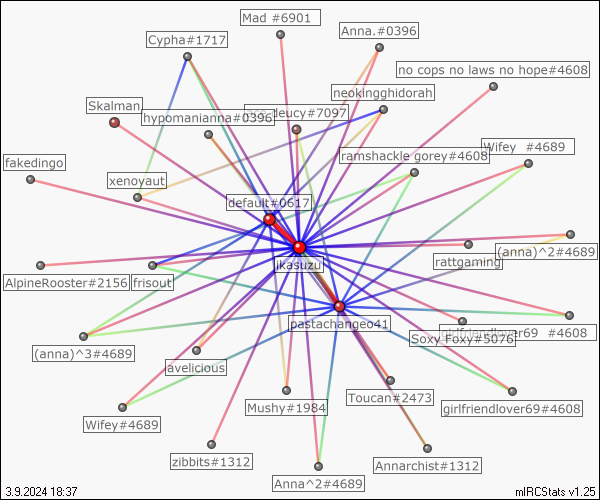 Mad #6901
Cypha#1717
Anna.#0396
no cops no laws no hope#4608
neokingghidorah
Skalman
hypomanianna#0396
deucy#7097
ramshackle gorey#4608
Wifey #4689
fakedingo
xenoyaut
default#0617
ikasuzu
rattgaming
(anna)^2#4689
AlpineRooster#2156
frisout
pastachangeo41
Soxy Foxy#5076
girlfriendlover69 #4608
(anna)^3#4689
avelicious
Mushy#1984
Toucan#2473
girlfriendlover69#4608
Wifey#4689
zibbits#1312
Annarchist#1312
Anna^2#4689
3.9.2024 18:37
mIRCStats v1.25